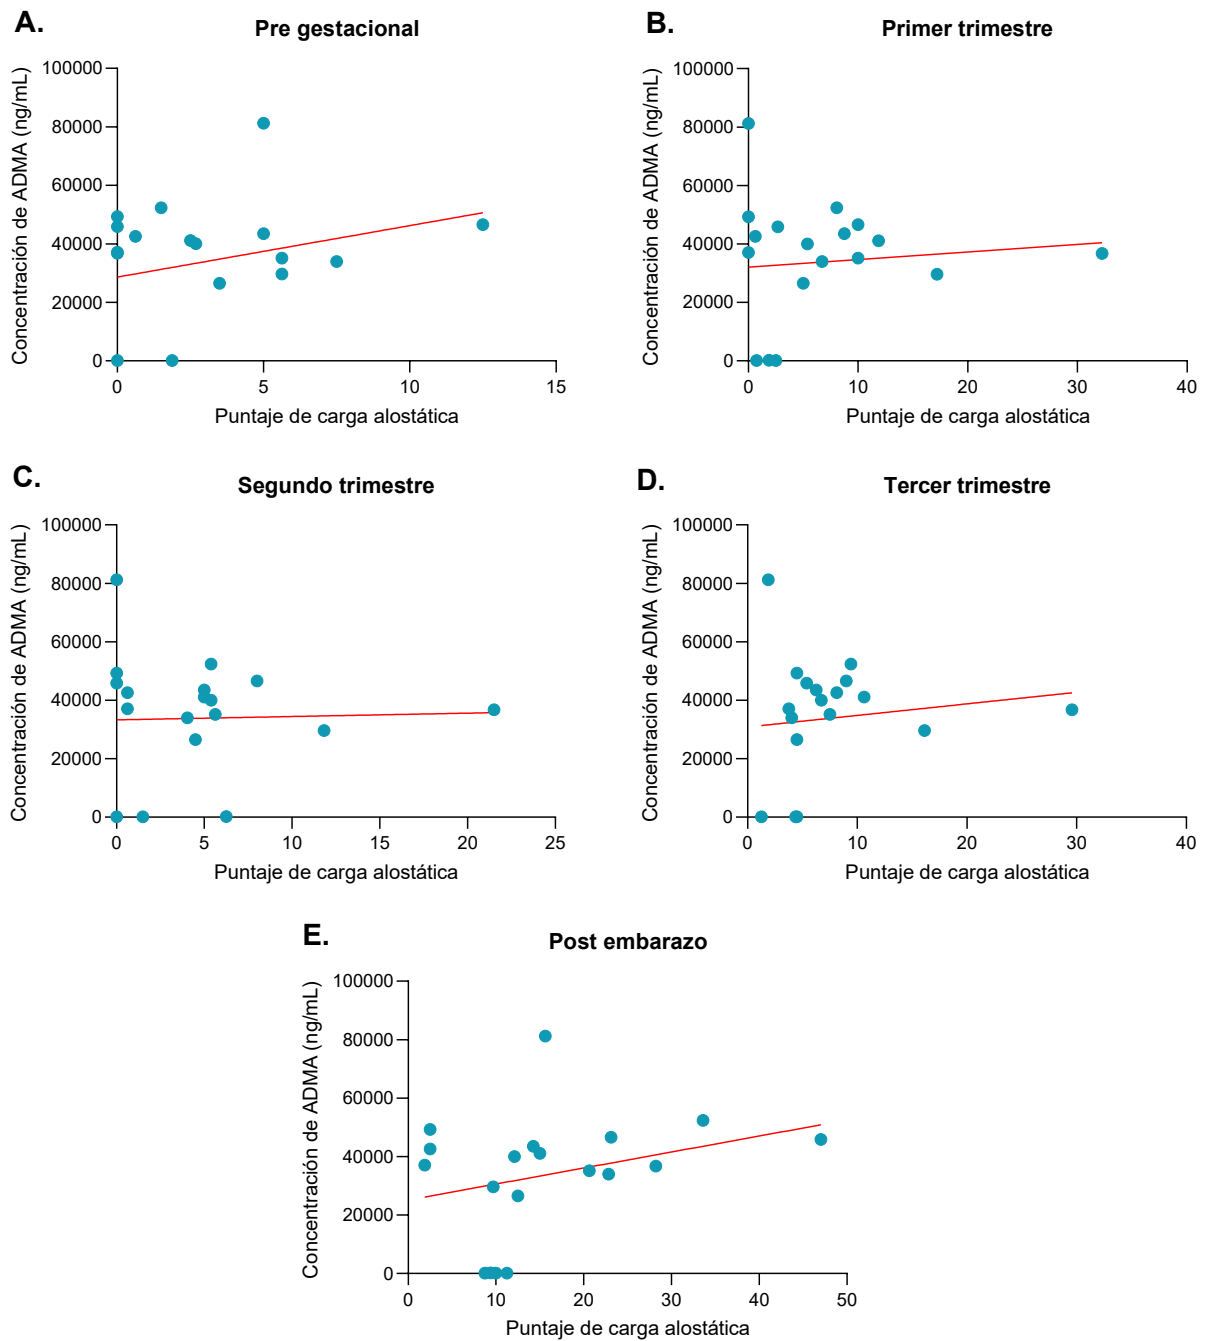 A.
Pre gestacional
Concentración de ADMA (ng/mL)
100000
80000
60000
40000
20000
0
0 5 10 15
Puntaje de carga alostática
B.
Primer trimestre
Concentración de ADMA (ng/mL)
100000
80000
60000
40000
20000
0
0 10 20 30 40
Puntaje de carga alostática
C.
Segundo trimestre
Concentración de ADMA (ng/mL)
100000
80000
60000
40000
20000
0
0 5 10 15 20 25
Puntaje de carga alostática
D.
Tercer trimestre
Concentración de ADMA (ng/mL)
100000
80000
60000
40000
20000
0
0 10 20 30 40
Puntaje de carga alostática
E.
Post embarazo
Concentración de ADMA (ng/mL)
100000
80000
60000
40000
20000
0
0 10 20 30 40 50
Puntaje de carga alostática